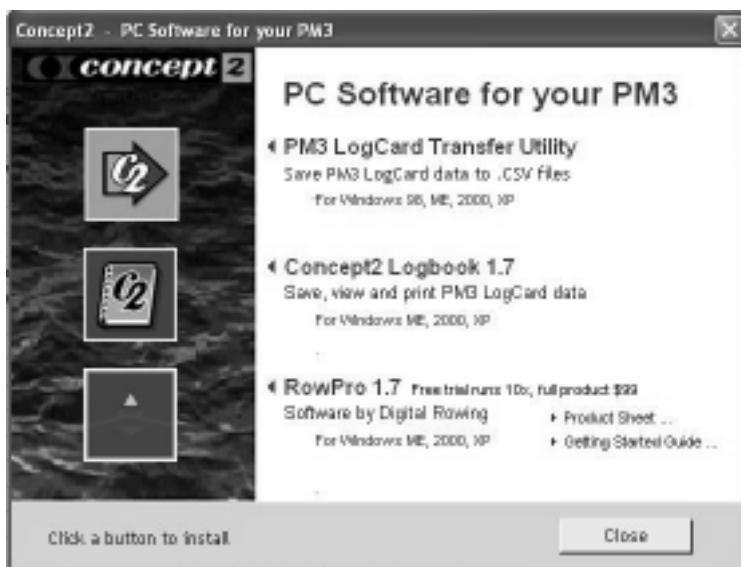 Concept2 - PC Software for your PM3
concept 2
PC Software for your PM3
PM3 LogCard Transfer Utility
Save PM3 LogCard data to .CSV files
For Windows 98, ME, 2000, XP
C2
Concept2 Logbook 1.7
Save, view and print PM3 LogCard data
For Windows ME, 2000, XP
C2
RowPro 1.7 Free trial runs 10x, full product $99
Software by Digital Rowing
Product Sheet ...
For Windows ME, 2000, XP
Getting Started Guide ...
Click a button to install
Close